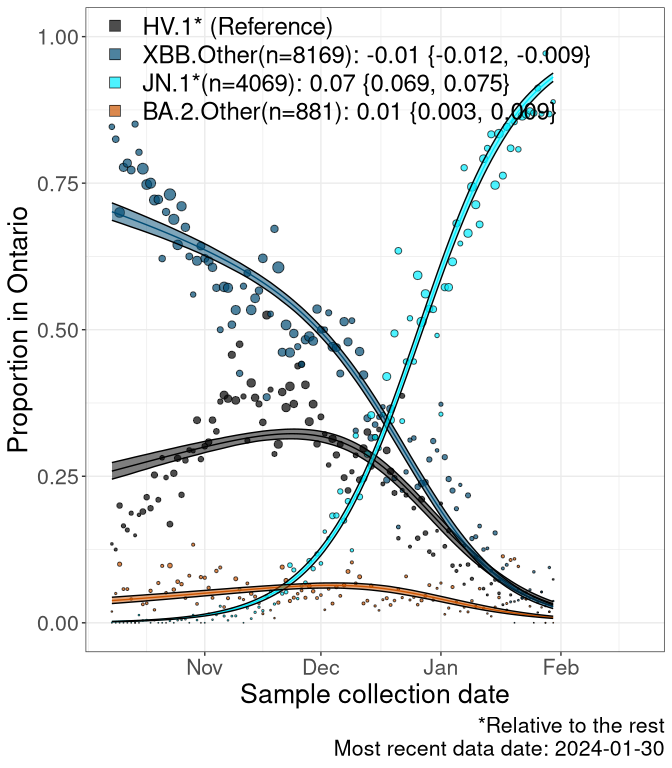 HV.1* (Reference)
XBB.Other(n=8169): -0.01 {-0.012, -0.009}
JN.1*(n=4069): 0.07 {0.069, 0.075}
BA.2.Other(n=881): 0.01 {0.003, 0.009}
1.00
0.75
0.50
0.25
0.00
Proportion in Ontario
Nov Dec Jan Feb
Sample collection date
*Relative to the rest
Most recent data date: 2024-01-30